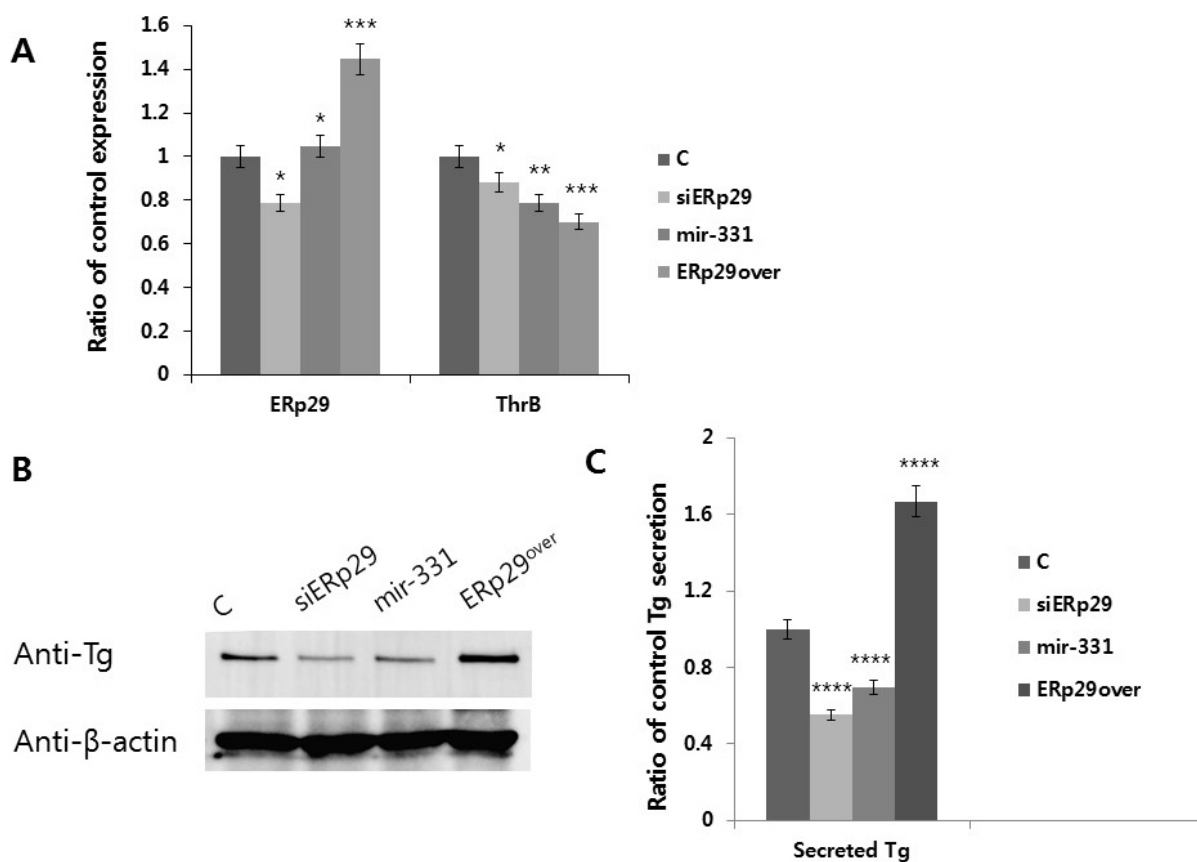 A
Ratio of control expression
1.6
1.4
1.2
1
0.8
0.6
0.4
0.2
0
*
*
***
*
**
***
ERp29
ThrB
C
siERp29
mir-331
ERp29over
B
C
siERp29
mir-331
ERp29over
Anti-Tg
Anti-β-actin
C
Ratio of control Tg secretion
2
1.6
1.2
0.8
0.4
0
****
****
****
Secreted Tg
C
siERp29
mir-331
ERp29over